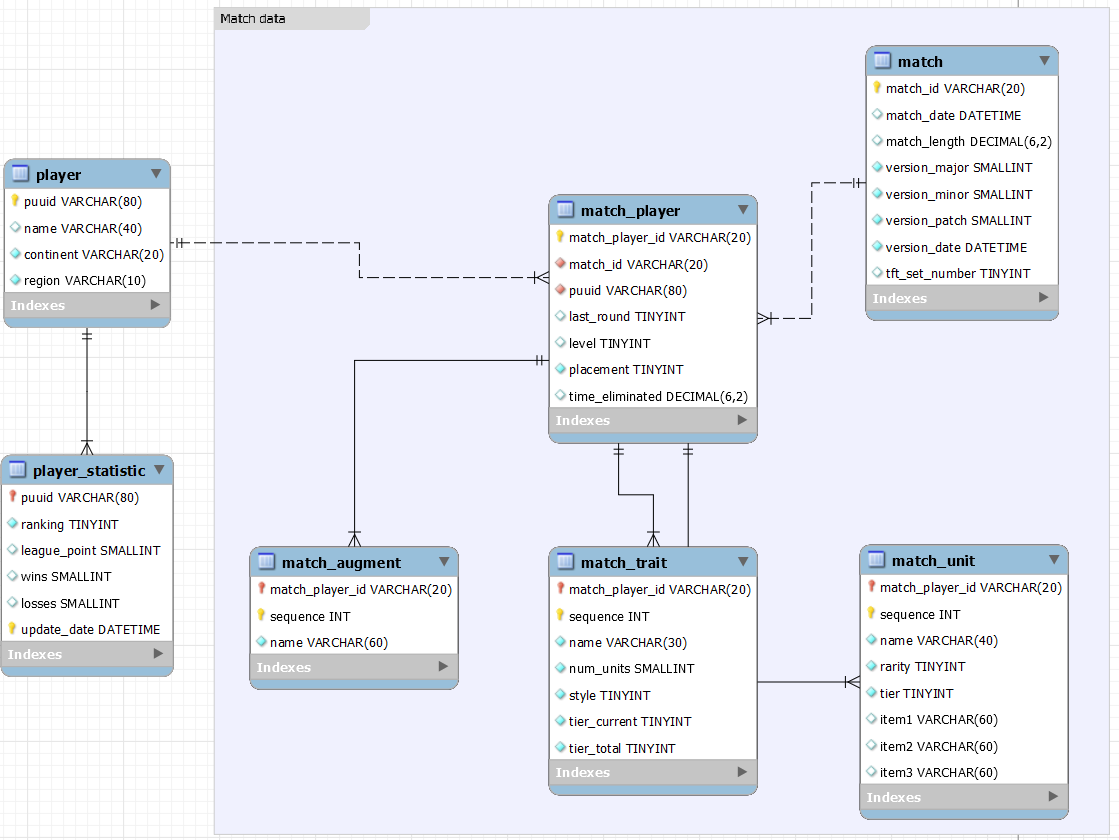 Match data
match
match_id VARCHAR(20)
match_date DATETIME
match_length DECIMAL(6,2)
version_major SMALLINT
version_minor SMALLINT
version_patch SMALLINT
version_date DATETIME
tft_set_number TINYINT
Indexes
player
puuid VARCHAR(80)
name VARCHAR(40)
continent VARCHAR(20)
region VARCHAR(10)
Indexes
match_player
match_player_id VARCHAR(20)
match_id VARCHAR(20)
puuid VARCHAR(80)
last_round TINYINT
level TINYINT
placement TINYINT
time_eliminated DECIMAL(6,2)
Indexes
player_statistic
puuid VARCHAR(80)
ranking TINYINT
league_point SMALLINT
wins SMALLINT
losses SMALLINT
update_date DATETIME
Indexes
match_augment
match_player_id VARCHAR(20)
sequence INT
name VARCHAR(60)
Indexes
match_trait
match_player_id VARCHAR(20)
sequence INT
name VARCHAR(30)
num_units SMALLINT
style TINYINT
tier_current TINYINT
tier_total TINYINT
Indexes
match_unit
match_player_id VARCHAR(20)
sequence INT
name VARCHAR(40)
rarity TINYINT
tier TINYINT
item1 VARCHAR(60)
item2 VARCHAR(60)
item3 VARCHAR(60)
Indexes